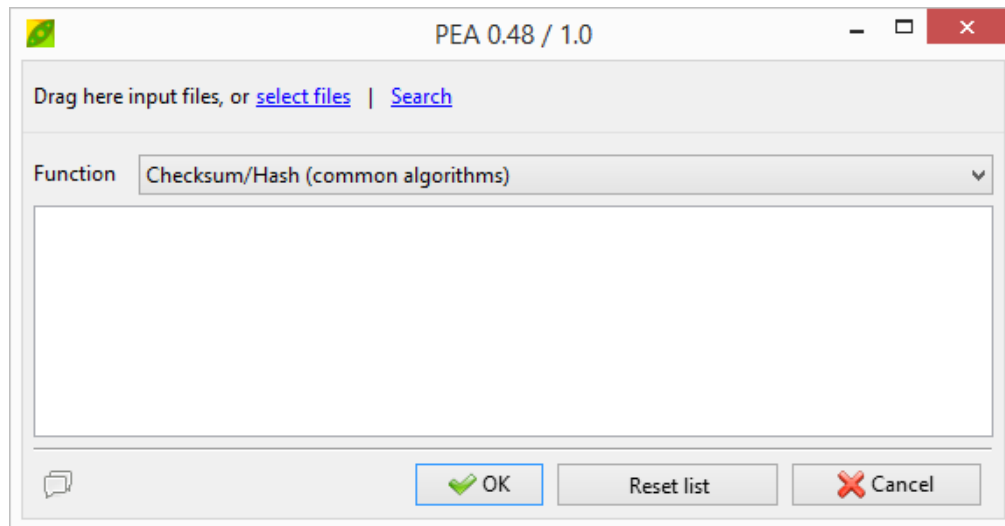 PEA 0.48 / 1.0
Drag here input files, or select files | Search
Function Checksum/Hash (common algorithms)
OK Reset list Cancel